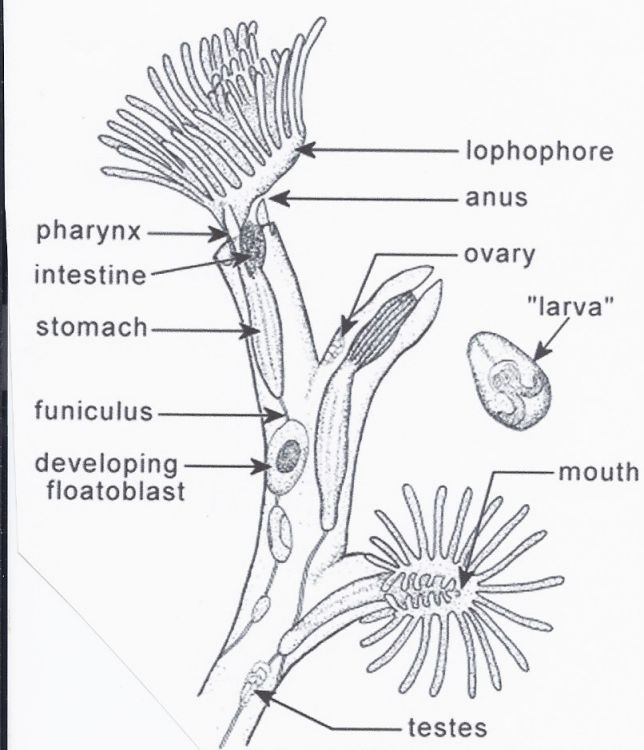 lophophore
anus
pharynx
ovary
intestine
"larva"
stomach
funiculus
developing
floatoblast
mouth
testes